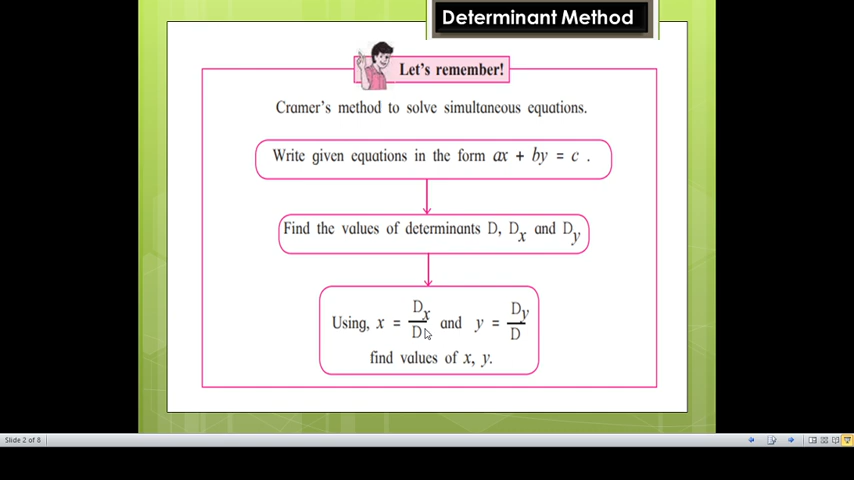 Determinant Method
Let's remember!
Cramer's method to solve simultaneous equations.
Write given equations in the form ax + by = c .
Find the values of determinants D, Dx and Dy
Using, x = Dx/D and y = Dy/D
find values of x, y.
Slide 2 of 8